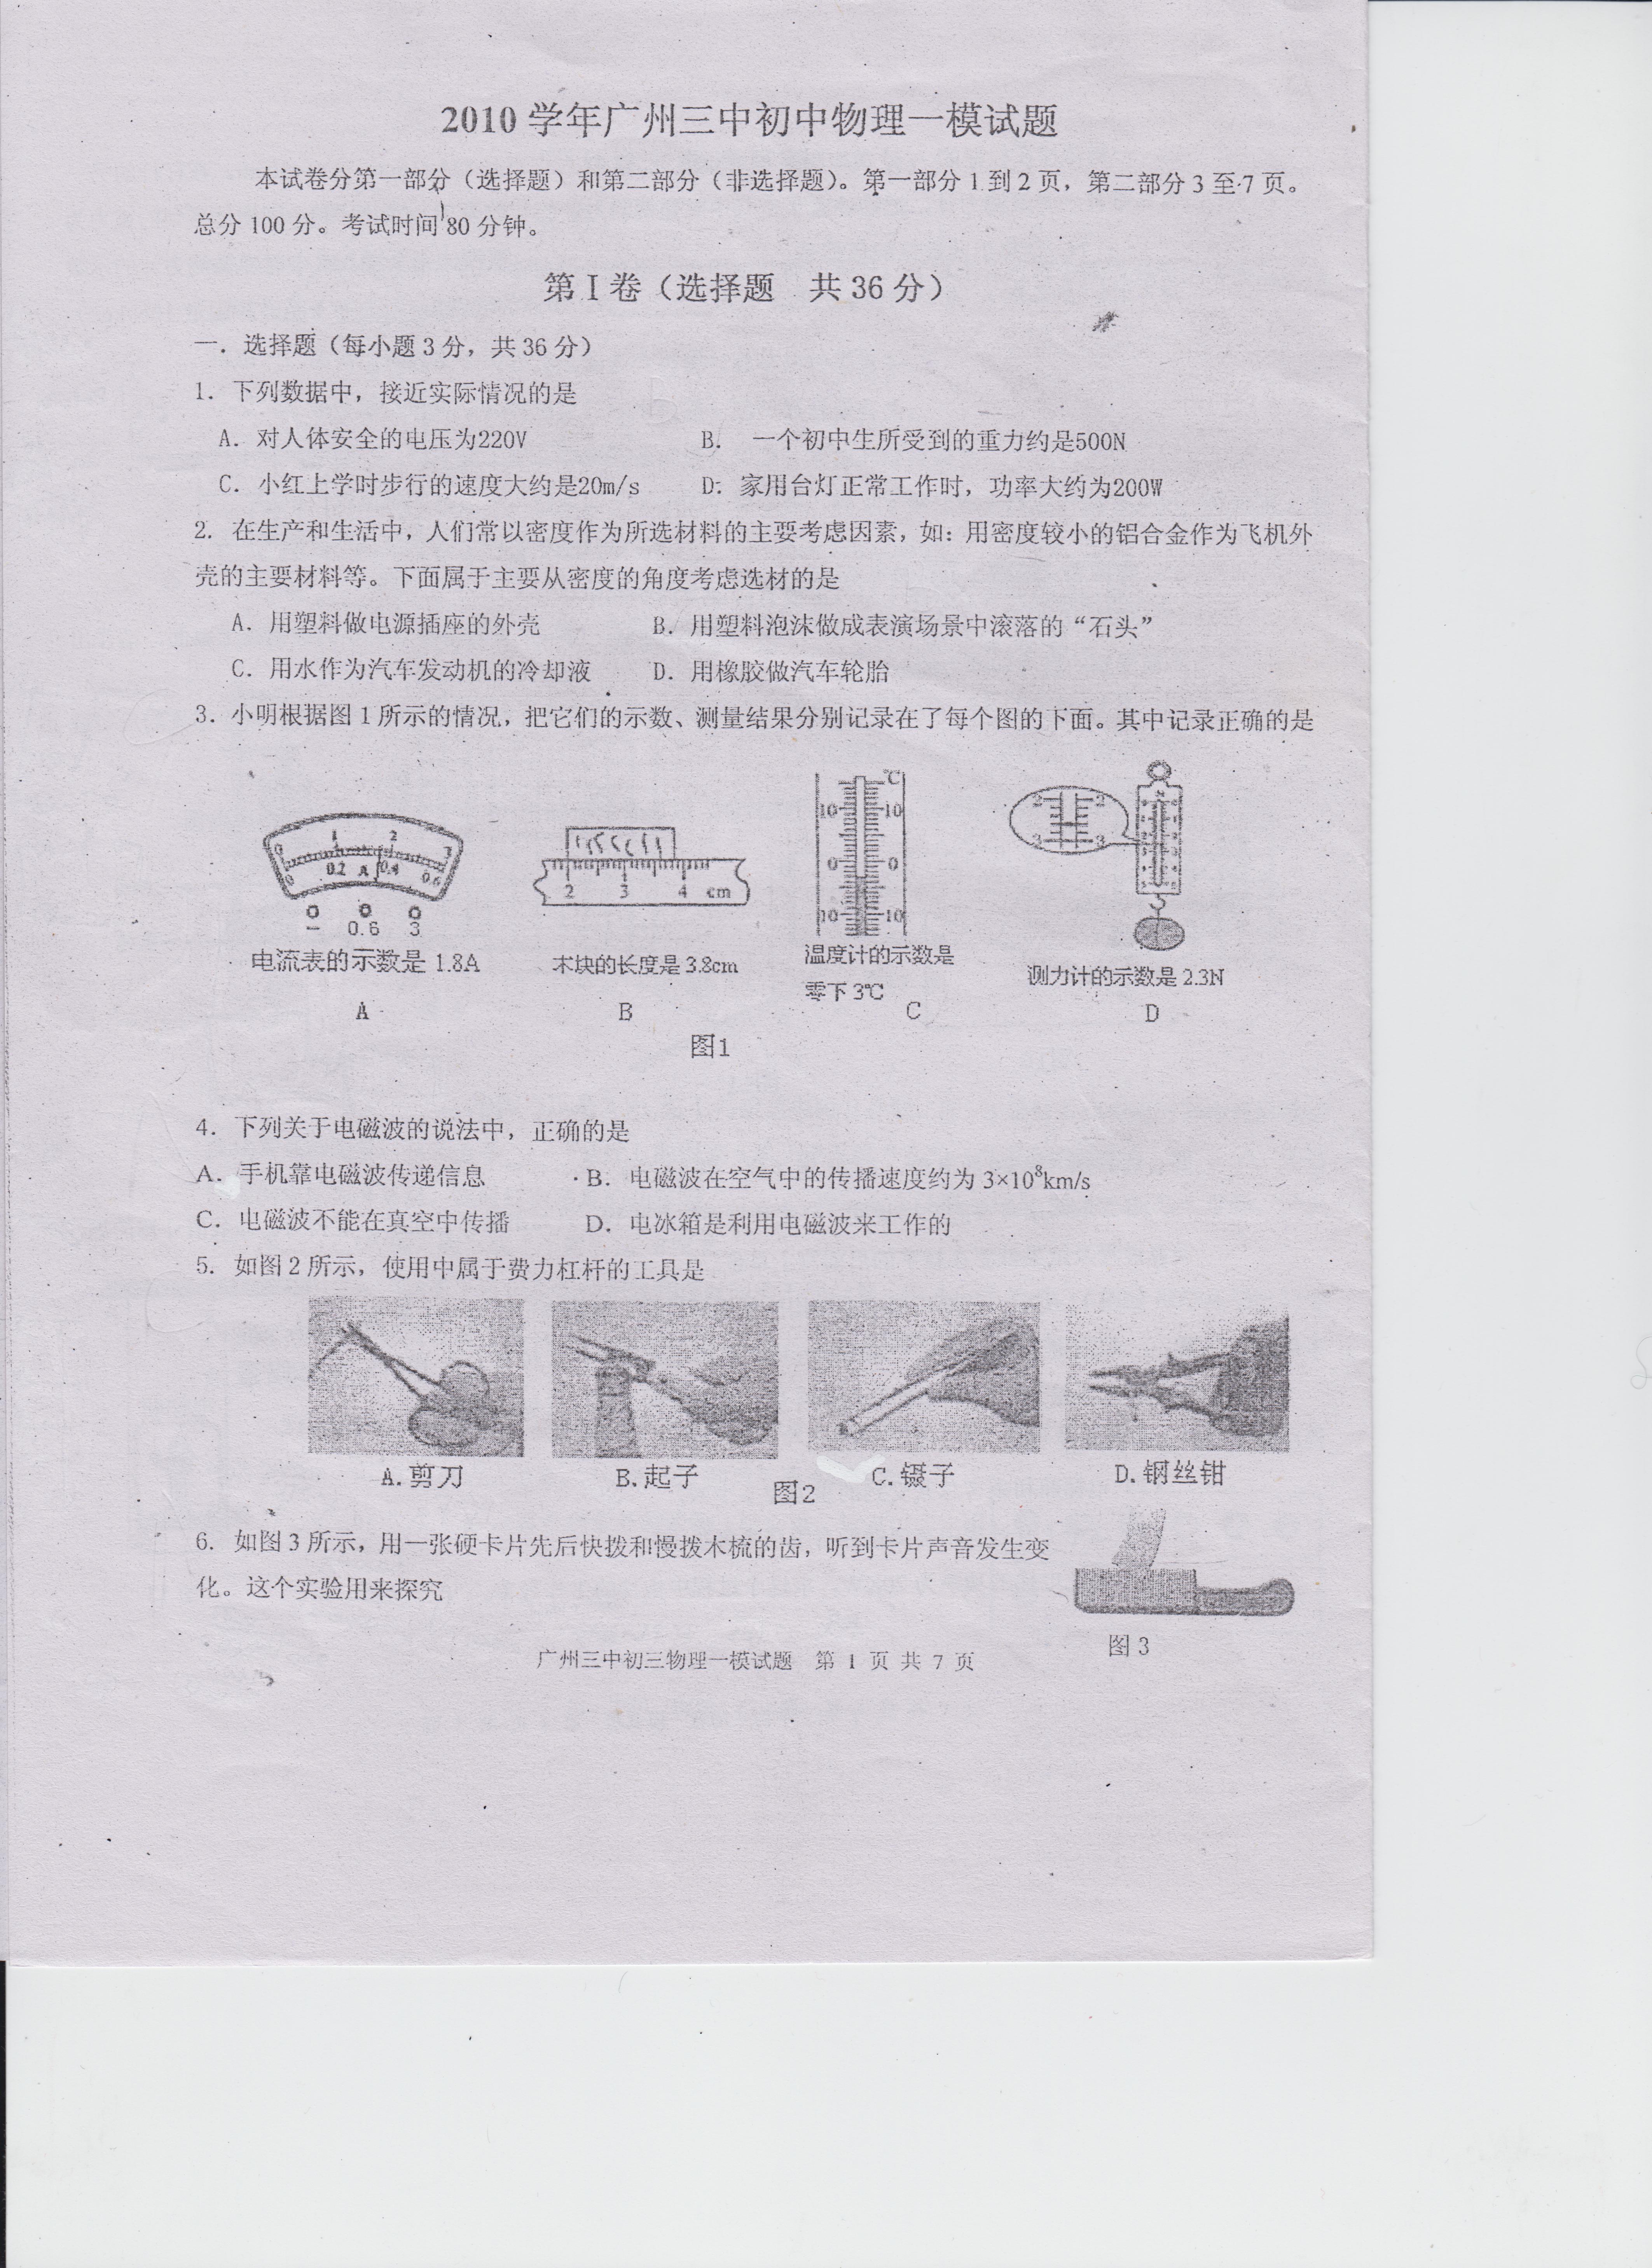 2010 学年广州三中初中物理一模试题
本试卷分第一部分（选择题）和第二部分（非选择题）。第一部分 1 到 2 页，第二部分 3 至 7 页。
总分 100 分。考试时间 80 分钟。
第 I 卷（选择题　共 36 分）
一．选择题（每小题 3 分，共 36 分）
1．下列数据中，接近实际情况的是
A．对人体安全的电压为220V　B．一个初中生所受到的重力约是500N
C．小红上学时步行的速度大约是20m/s　D．家用台灯正常工作时，功率大约为200W
2．在生产和生活中，人们常以密度作为所选材料的主要考虑因素，如：用密度较小的铝合金作为飞机外
壳的主要材料等。下面属于主要从密度的角度考虑选材的是
A．用塑料做电源插座的外壳　B．用塑料泡沫做成表演场景中滚落的“石头”
C．用水作为汽车发动机的冷却液　D．用橡胶做汽车轮胎
3．小明根据图 1 所示的情况，把它们的示数、测量结果分别记录在了每个图的下面。其中记录正确的是
0 1 2 3
0 0.2 A 0.4 0.6
－ 0.6 3
2 3 4 cm
℃
10 10
0 0
10 10
2 2
3 3
电流表的示数是 1.8A　木块的长度是 3.8cm　温度计的示数是　测力计的示数是 2.3N
零下 3℃
A　B　C　D
图1
4．下列关于电磁波的说法中，正确的是
A．手机靠电磁波传递信息　B．电磁波在空气中的传播速度约为 3×10⁸km/s
C．电磁波不能在真空中传播　D．电冰箱是利用电磁波来工作的
5．如图 2 所示，使用中属于费力杠杆的工具是
A.剪刀　B.起子　C.镊子　D.钢丝钳
图2
6．如图 3 所示，用一张硬卡片先后快拨和慢拨木梳的齿，听到卡片声音发生变
化。这个实验用来探究
图 3
广州三中初三物理一模试题　第 1 页 共 7 页